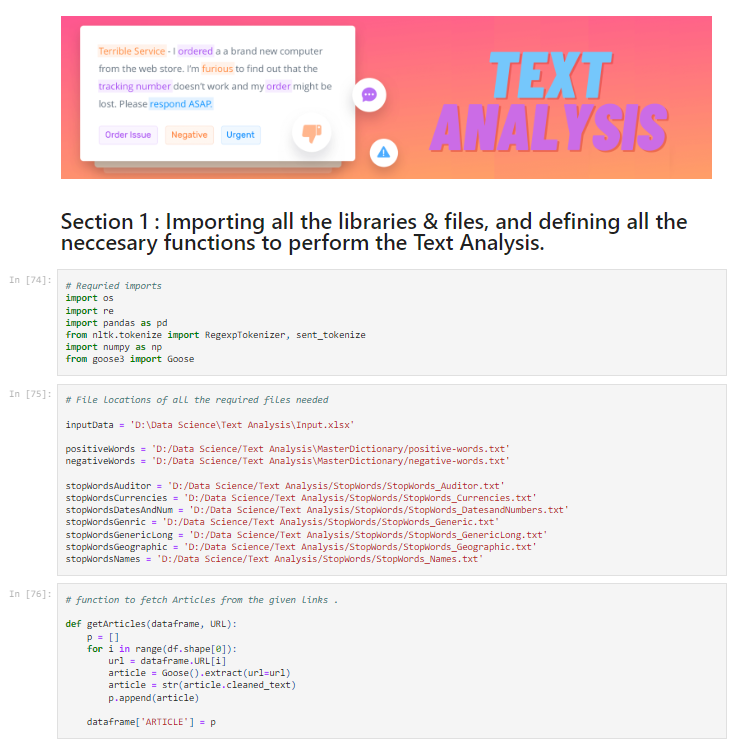 Terrible Service - I ordered a a brand new computer
from the web store. I'm furious to find out that the
tracking number doesn't work and my order might be
lost. Please respond ASAP.
Order Issue Negative Urgent
TEXT
ANALYSIS
Section 1 : Importing all the libraries & files, and defining all the
neccesary functions to perform the Text Analysis.
In [74]:
# Requried imports
import os
import re
import pandas as pd
from nltk.tokenize import RegexpTokenizer, sent_tokenize
import numpy as np
from goose3 import Goose
In [75]:
# File locations of all the required files needed
inputData = 'D:\Data Science\Text Analysis\Input.xlsx'
positiveWords = 'D:/Data Science/Text Analysis\MasterDictionary/positive-words.txt'
negativeWords = 'D:/Data Science/Text Analysis\MasterDictionary/negative-words.txt'
stopWordsAuditor = 'D:/Data Science/Text Analysis/StopWords/StopWords_Auditor.txt'
stopWordsCurrencies = 'D:/Data Science/Text Analysis/StopWords/StopWords_Currencies.txt'
stopWordsDatesAndNum = 'D:/Data Science/Text Analysis/StopWords/StopWords_DatesandNumbers.txt'
stopWordsGenric = 'D:/Data Science/Text Analysis/StopWords/StopWords_Generic.txt'
stopWordsGenericLong = 'D:/Data Science/Text Analysis/StopWords/StopWords_GenericLong.txt'
stopWordsGeographic = 'D:/Data Science/Text Analysis/StopWords/StopWords_Geographic.txt'
stopWordsNames = 'D:/Data Science/Text Analysis/StopWords/StopWords_Names.txt'
In [76]:
# function to fetch Articles from the given links .
def getArticles(dataframe, URL):
p = []
for i in range(df.shape[0]):
url = dataframe.URL[i]
article = Goose().extract(url=url)
article = str(article.cleaned_text)
p.append(article)
dataframe['ARTICLE'] = p